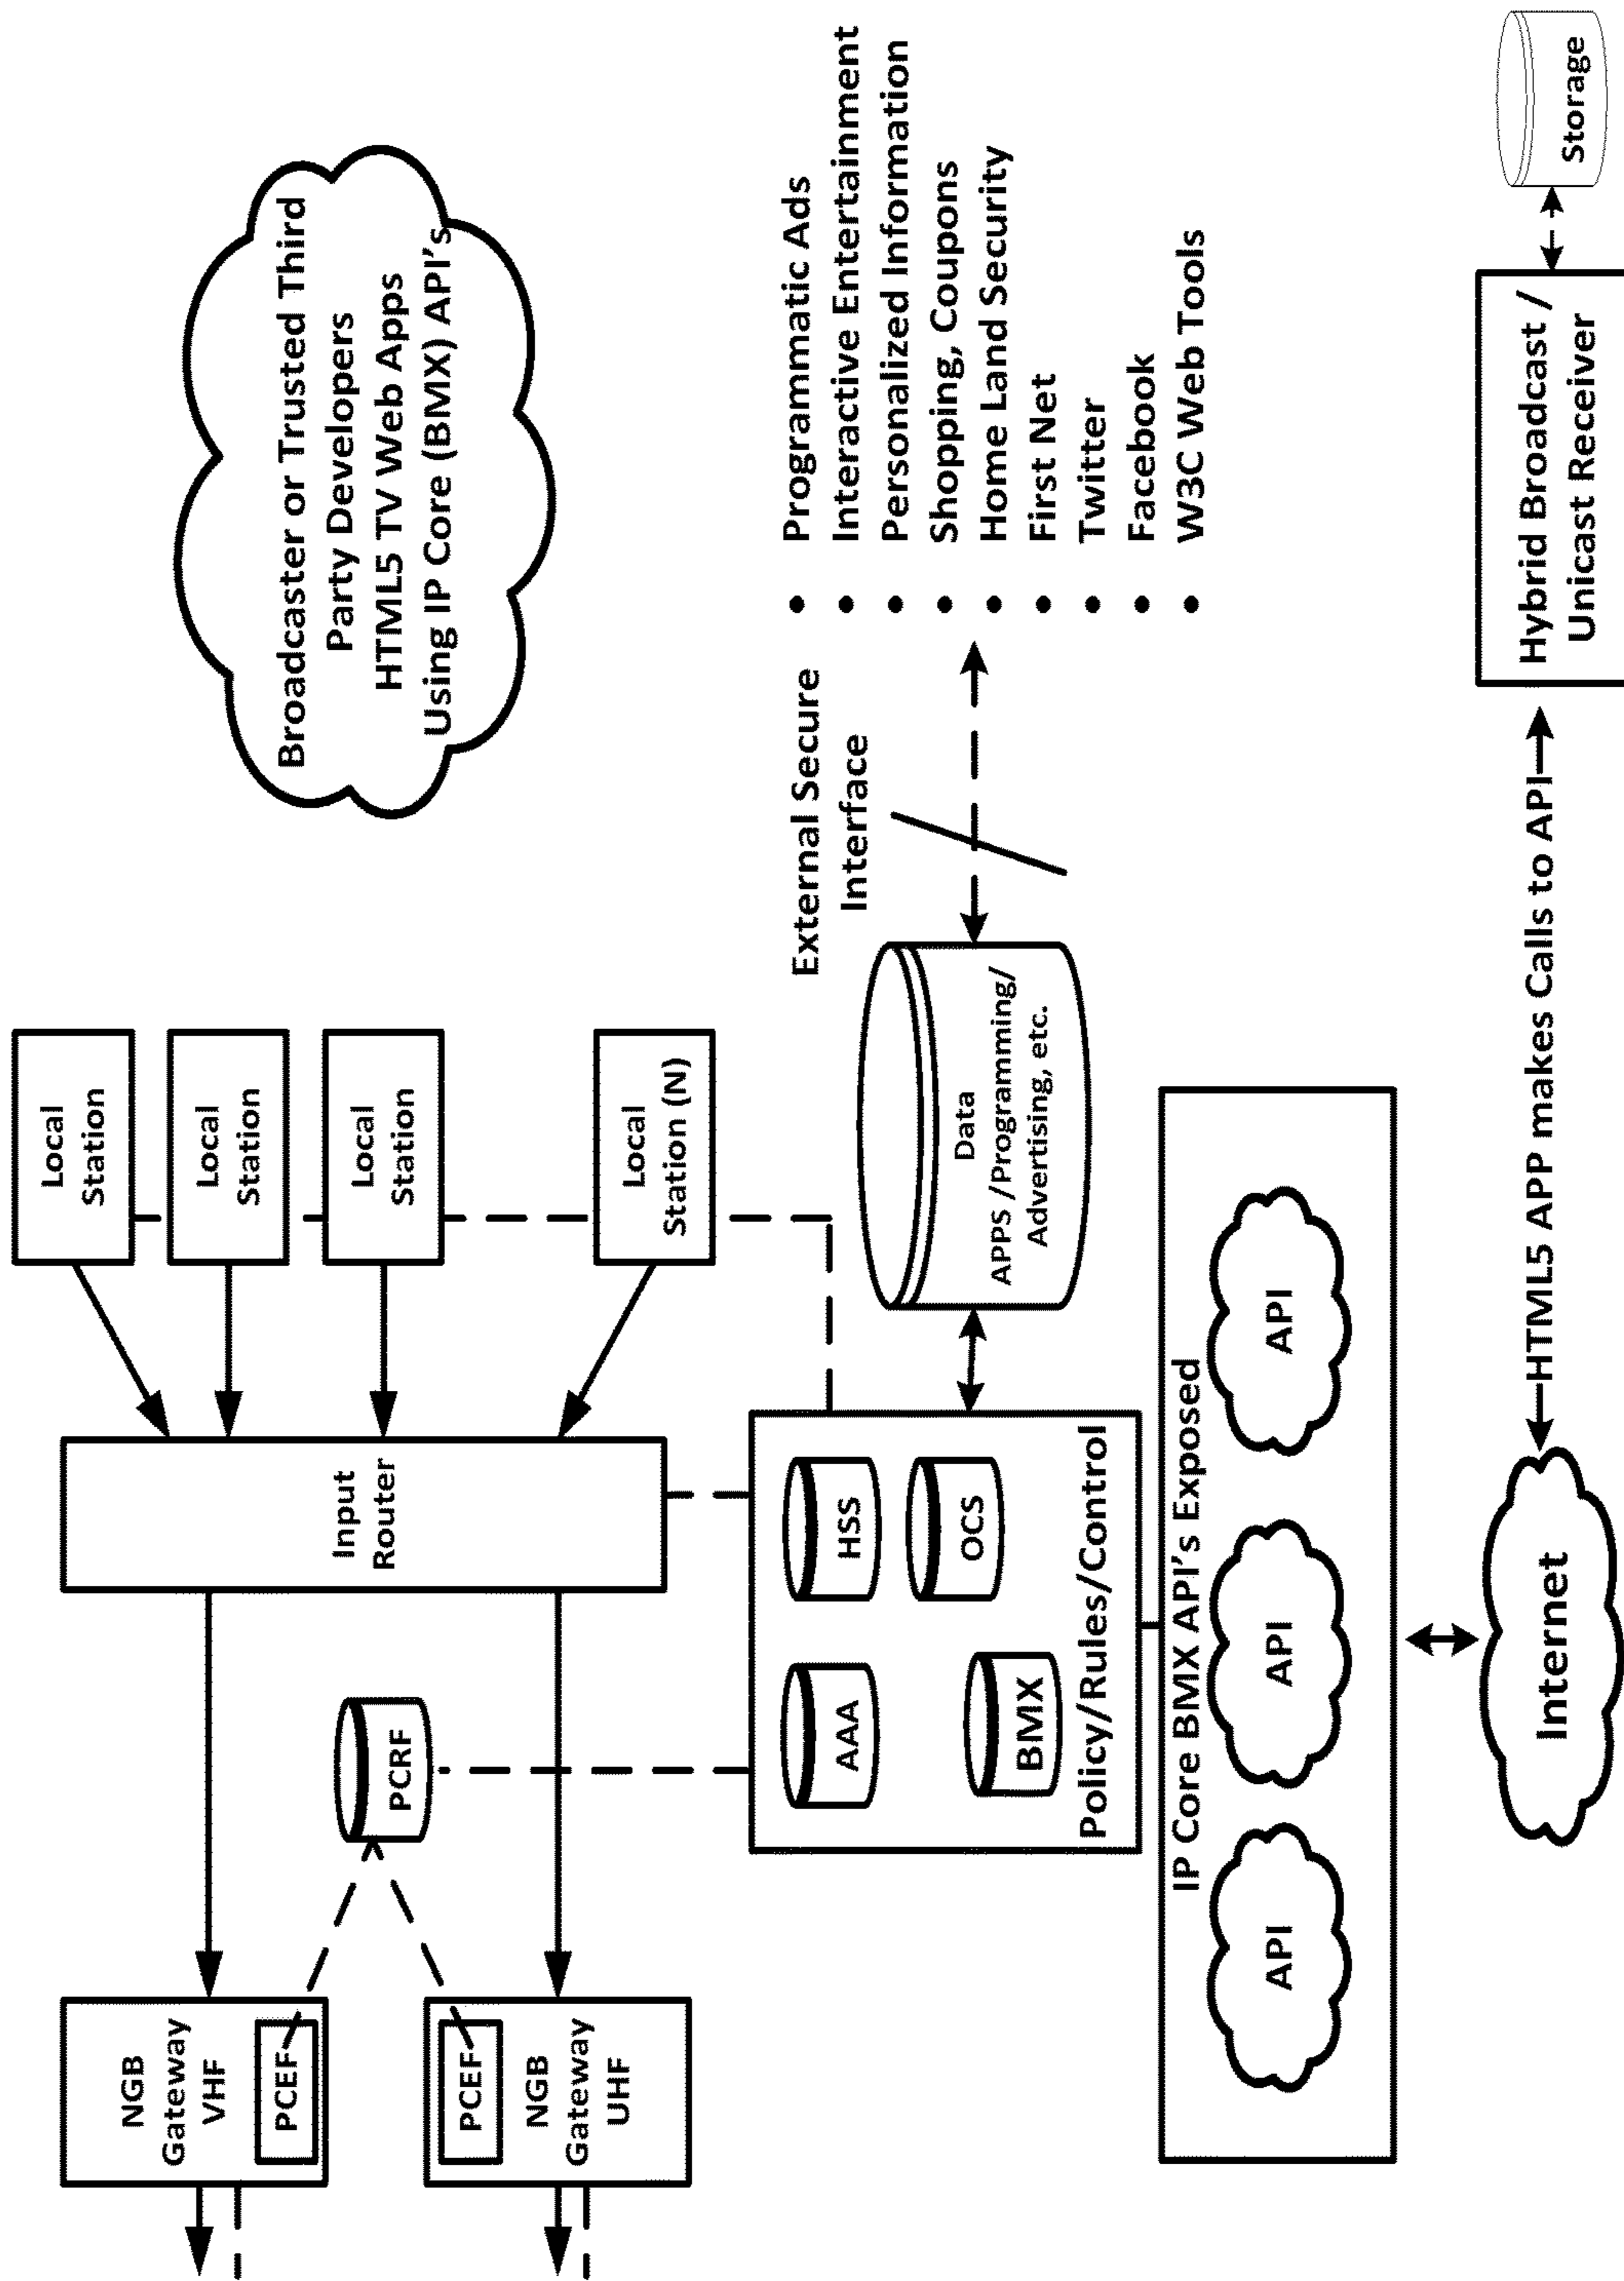 NGB
Gateway
VHF
PCEF
PCEF
NGB
Gateway
UHF
PCRF
Input
Router
Local
Station
Local
Station
Local
Station
Local
Station (N)
Broadcaster or Trusted Third
Party Developers
HTML5 TV Web Apps
Using IP Core (BMX) API's
AAA
HSS
BMX
OCS
Policy/Rules/Control
Data
APPS /Programming/
Advertising, etc.
External Secure
Interface
• Programmatic Ads
• Interactive Entertainment
• Personalized Information
• Shopping, Coupons
• Home Land Security
• First Net
• Twitter
• Facebook
• W3C Web Tools
IP Core BMX API's Exposed
API
API
API
Internet
HTML5 APP makes Calls to API
Hybrid Broadcast /
Unicast Receiver
Storage